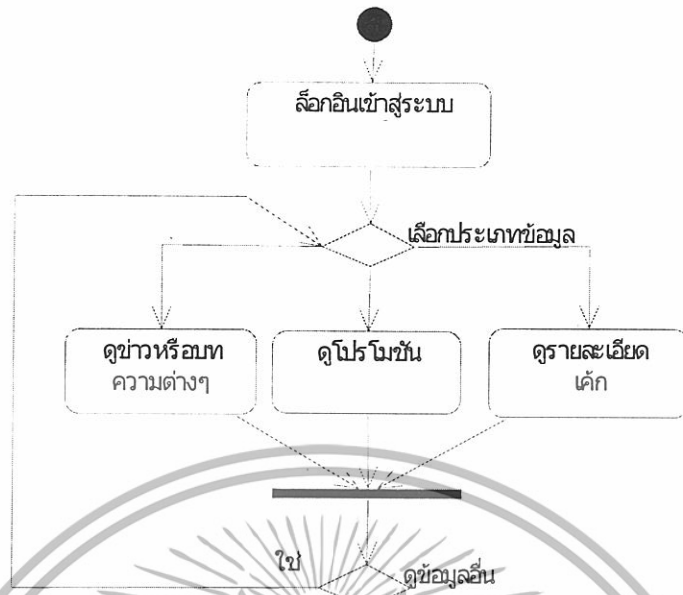 ล็อกอินเข้าสู่ระบบ
เลือกประเภทข้อมูล
ดูข่าวหรือบท
ความต่างๆ
ดูโปรโมชัน
ดูรายละเอียด
เค้ก
ใช่
ดูข้อมูลอื่น